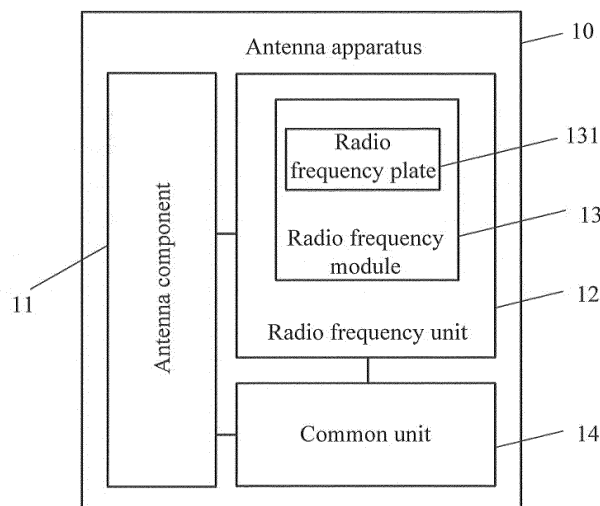 Antenna apparatus
10
Radio
frequency plate
131
Radio frequency
module
13
Antenna component
11
Radio frequency unit
12
Common unit
14